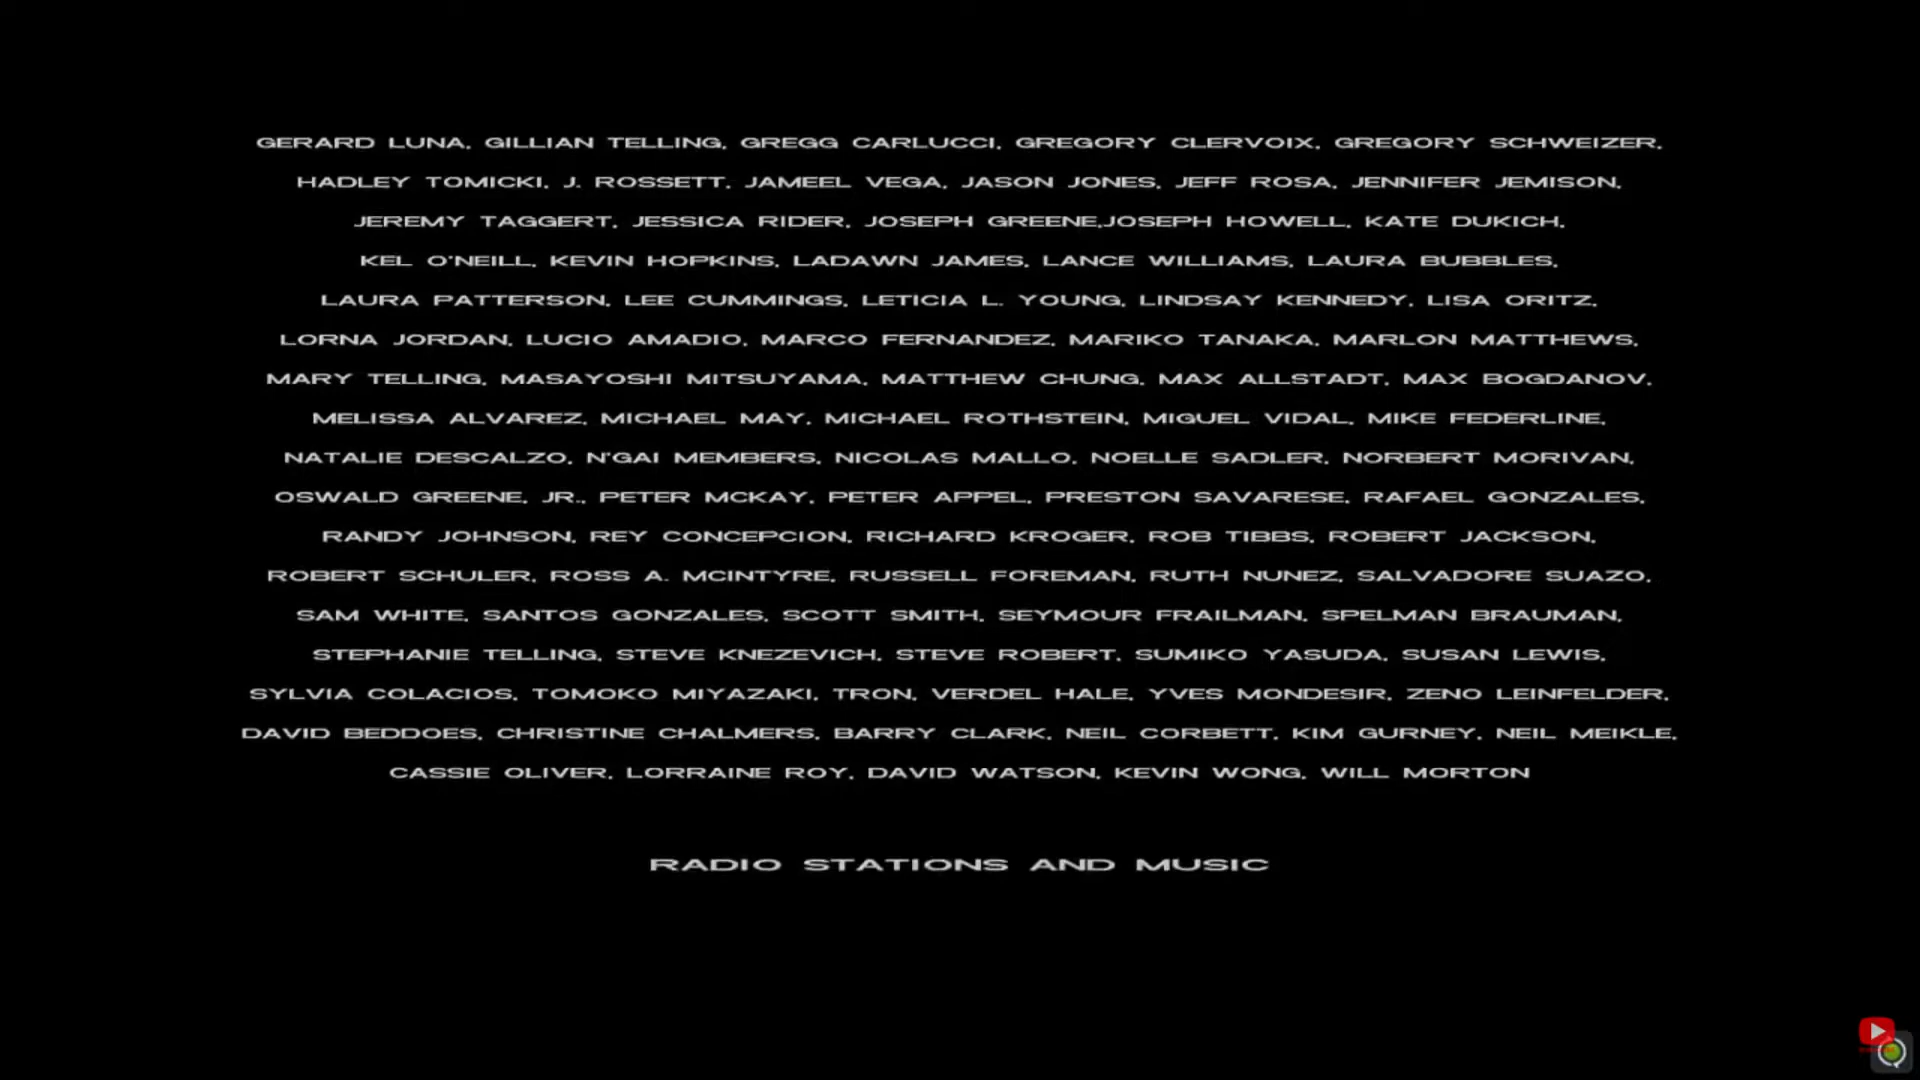 GERARD LUNA, GILLIAN TELLING, GREGG CARLUCCI, GREGORY CLERVOIX, GREGORY SCHWEIZER,
HADLEY TOMICKI, J. ROSSETT, JAMEEL VEGA, JASON JONES, JEFF ROSA, JENNIFER JEMISON,
JEREMY TAGGERT, JESSICA RIDER, JOSEPH GREENE,JOSEPH HOWELL, KATE DUKICH,
KEL O'NEILL, KEVIN HOPKINS, LADAWN JAMES, LANCE WILLIAMS, LAURA BUBBLES,
LAURA PATTERSON, LEE CUMMINGS, LETICIA L. YOUNG, LINDSAY KENNEDY, LISA ORITZ,
LORNA JORDAN, LUCIO AMADIO, MARCO FERNANDEZ, MARIKO TANAKA, MARLON MATTHEWS,
MARY TELLING, MASAYOSHI MITSUYAMA, MATTHEW CHUNG, MAX ALLSTADT, MAX BOGDANOV,
MELISSA ALVAREZ, MICHAEL MAY, MICHAEL ROTHSTEIN, MIGUEL VIDAL, MIKE FEDERLINE,
NATALIE DESCALZO, N'GAI MEMBERS, NICOLAS MALLO, NOELLE SADLER, NORBERT MORIVAN,
OSWALD GREENE, JR., PETER MCKAY, PETER APPEL, PRESTON SAVARESE, RAFAEL GONZALES,
RANDY JOHNSON, REY CONCEPCION, RICHARD KROGER, ROB TIBBS, ROBERT JACKSON,
ROBERT SCHULER, ROSS A. MCINTYRE, RUSSELL FOREMAN, RUTH NUNEZ, SALVADORE SUAZO,
SAM WHITE, SANTOS GONZALES, SCOTT SMITH, SEYMOUR FRAILMAN, SPELMAN BRAUMAN,
STEPHANIE TELLING, STEVE KNEZEVICH, STEVE ROBERT, SUMIKO YASUDA, SUSAN LEWIS,
SYLVIA COLACIOS, TOMOKO MIYAZAKI, TRON, VERDEL HALE, YVES MONDESIR, ZENO LEINFELDER,
DAVID BEDDOES, CHRISTINE CHALMERS, BARRY CLARK, NEIL CORBETT, KIM GURNEY, NEIL MEIKLE,
CASSIE OLIVER, LORRAINE ROY, DAVID WATSON, KEVIN WONG, WILL MORTON
RADIO STATIONS AND MUSIC